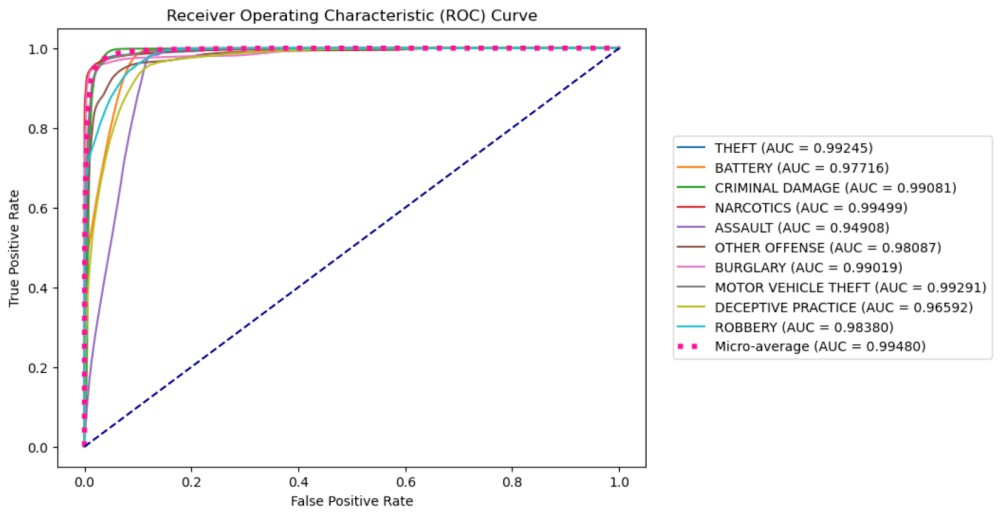 Receiver Operating Characteristic (ROC) Curve
1.0
0.8
0.6
0.4
0.2
0.0
True Positive Rate
0.0 0.2 0.4 0.6 0.8 1.0
False Positive Rate
THEFT (AUC = 0.99245)
BATTERY (AUC = 0.97716)
CRIMINAL DAMAGE (AUC = 0.99081)
NARCOTICS (AUC = 0.99499)
ASSAULT (AUC = 0.94908)
OTHER OFFENSE (AUC = 0.98087)
BURGLARY (AUC = 0.99019)
MOTOR VEHICLE THEFT (AUC = 0.99291)
DECEPTIVE PRACTICE (AUC = 0.96592)
ROBBERY (AUC = 0.98380)
Micro-average (AUC = 0.99480)